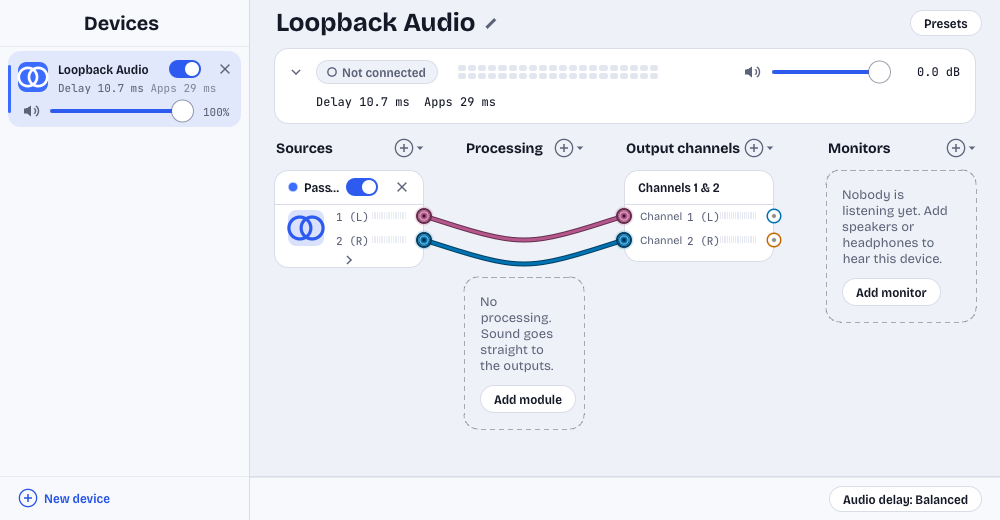 Devices
Loopback Audio
Delay 10.7 ms Apps 29 ms
100%
New device
Loopback Audio
Presets
Not connected
0.0 dB
Delay 10.7 ms Apps 29 ms
Sources
Processing
Output channels
Monitors
Pass...
1 (L)
2 (R)
Channels 1 & 2
Channel 1 (L)
Channel 2 (R)
No
processing.
Sound goes
straight to
the outputs.
Add module
Nobody is
listening yet. Add
speakers or
headphones to
hear this device.
Add monitor
Audio delay: Balanced